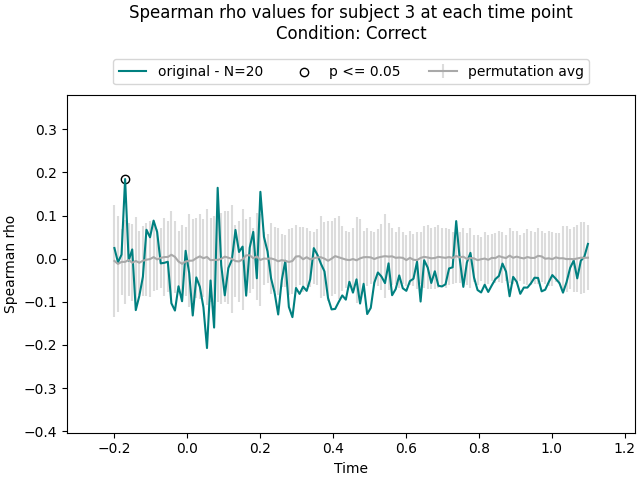 Spearman rho values for subject 3 at each time point
Condition: Correct
original - N=20
p <= 0.05
permutation avg
0.3
0.2
0.1
0.0
−0.1
−0.2
−0.3
−0.4
Spearman rho
−0.2
0.0
0.2
0.4
0.6
0.8
1.0
1.2
Time